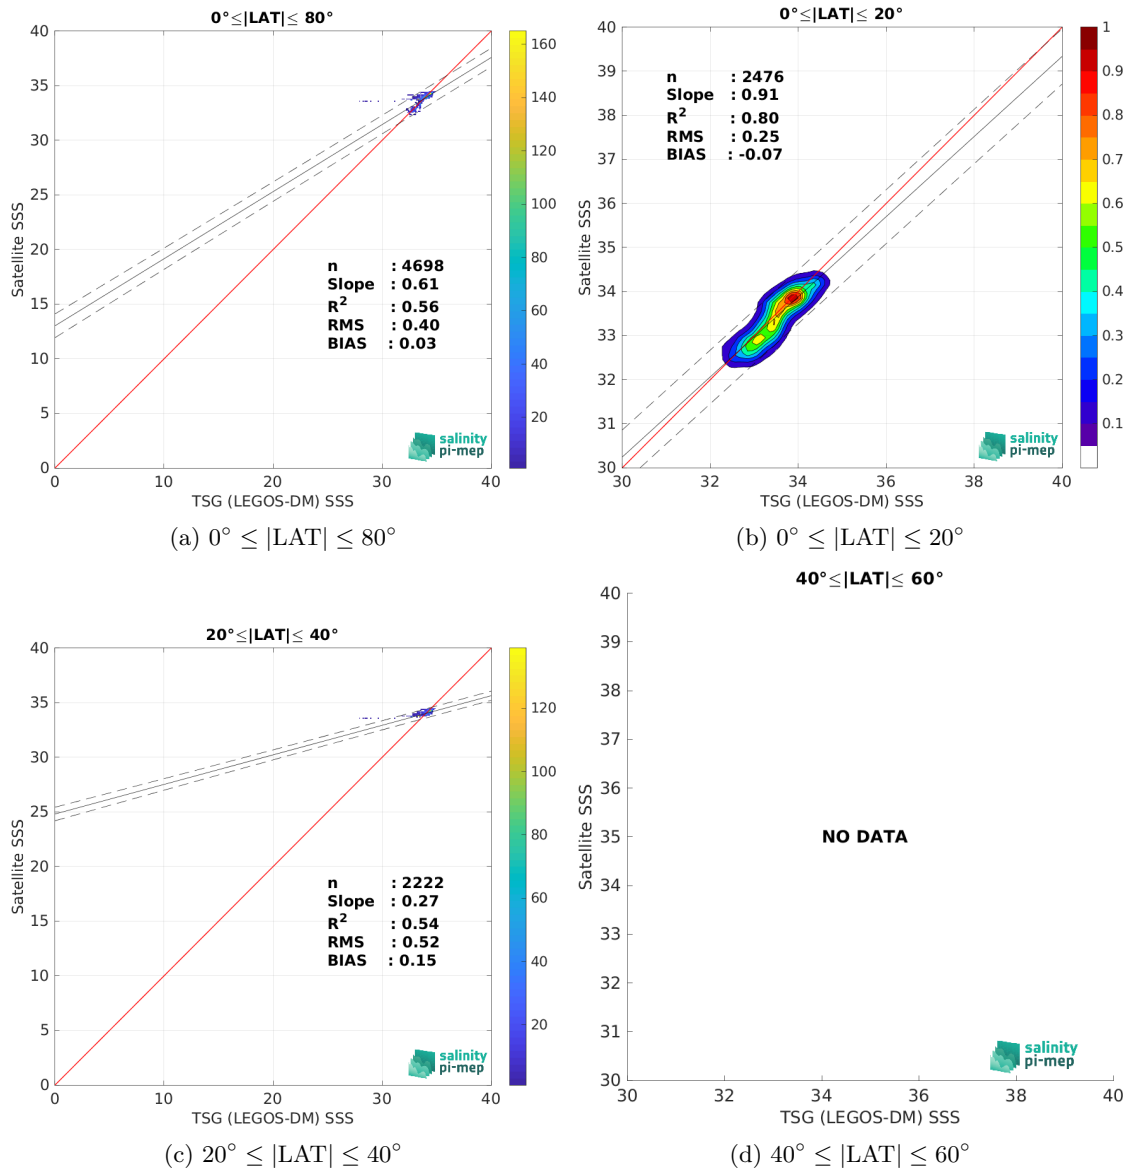 0°≤|LAT|≤ 80°
40
35
30
25
20
15
10
5
0
0
10
20
30
40
Satellite SSS
TSG (LEGOS-DM) SSS
n : 4698
Slope : 0.61
R² : 0.56
RMS : 0.40
BIAS : 0.03
160
140
120
100
80
60
40
20
salinity
pi-mep
(a) 0° ≤ |LAT| ≤ 80°
0°≤|LAT|≤ 20°
40
39
38
37
36
35
34
33
32
31
30
30
32
34
36
38
40
Satellite SSS
TSG (LEGOS-DM) SSS
n : 2476
Slope : 0.91
R² : 0.80
RMS : 0.25
BIAS : -0.07
1
0.9
0.8
0.7
0.6
0.5
0.4
0.3
0.2
0.1
salinity
pi-mep
(b) 0° ≤ |LAT| ≤ 20°
20°≤|LAT|≤ 40°
40
35
30
25
20
15
10
5
0
0
10
20
30
40
Satellite SSS
TSG (LEGOS-DM) SSS
n : 2222
Slope : 0.27
R² : 0.54
RMS : 0.52
BIAS : 0.15
120
100
80
60
40
20
salinity
pi-mep
(c) 20° ≤ |LAT| ≤ 40°
40°≤|LAT|≤ 60°
40
39
38
37
36
35
34
33
32
31
30
30
32
34
36
38
40
Satellite SSS
TSG (LEGOS-DM) SSS
NO DATA
salinity
pi-mep
(d) 40° ≤ |LAT| ≤ 60°